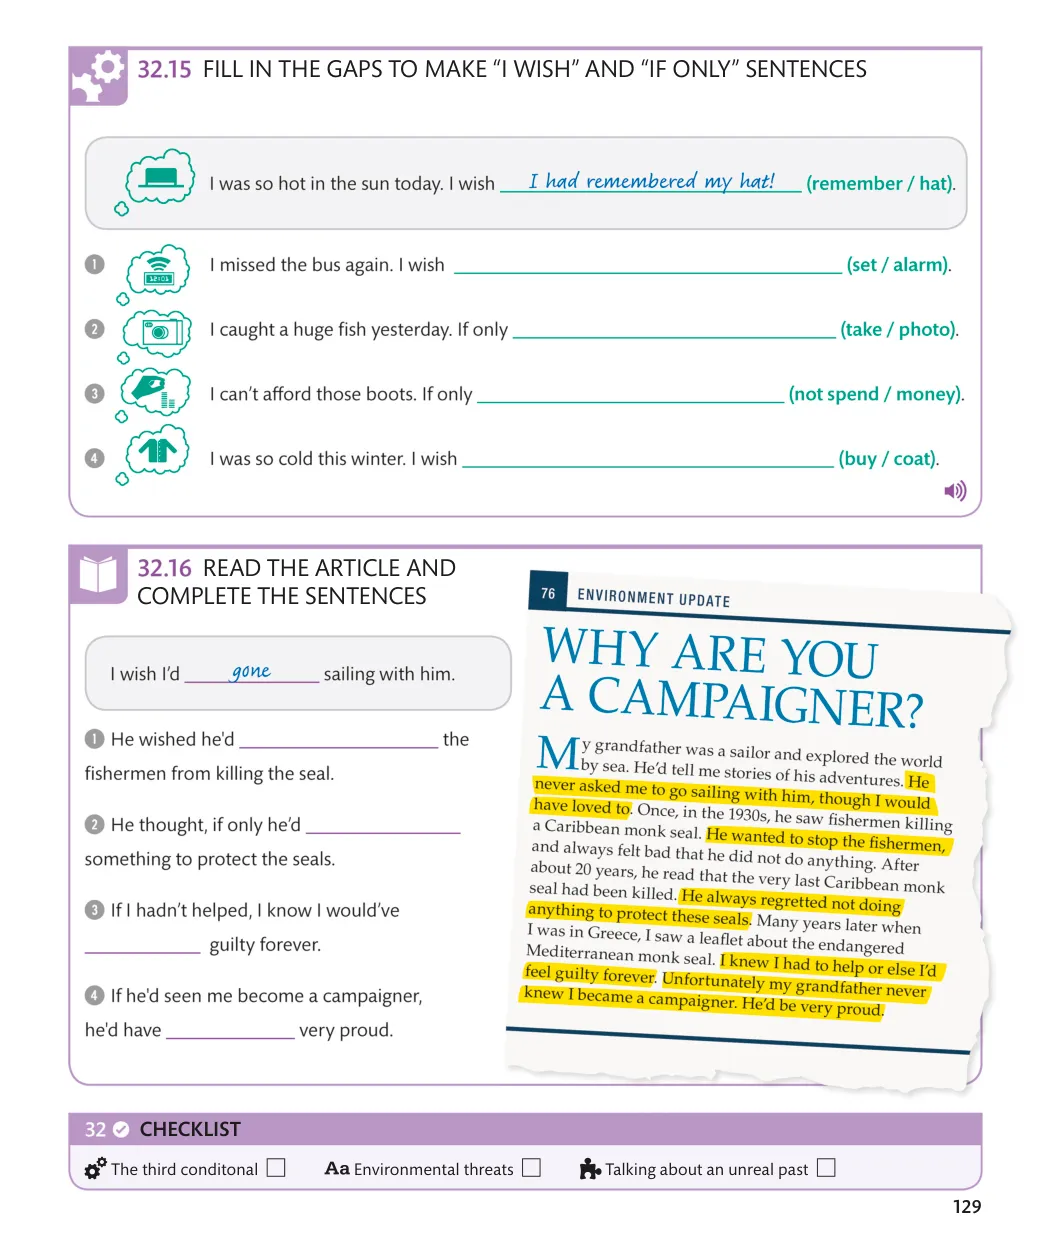 32.15 FILL IN THE GAPS TO MAKE “I WISH” AND “IF ONLY” SENTENCES
I was so hot in the sun today. I wish I had remembered my hat! (remember / hat).
1 I missed the bus again. I wish ______ (set / alarm).
2 I caught a huge fish yesterday. If only ______ (take / photo).
3 I can’t afford those boots. If only ______ (not spend / money).
4 I was so cold this winter. I wish ______ (buy / coat).
32.16 READ THE ARTICLE AND
COMPLETE THE SENTENCES
I wish I’d gone sailing with him.
1 He wished he'd ______ the
fishermen from killing the seal.
2 He thought, if only he’d ______
something to protect the seals.
3 If I hadn’t helped, I know I would’ve
______ guilty forever.
4 If he'd seen me become a campaigner,
he'd have ______ very proud.
76 ENVIRONMENT UPDATE
WHY ARE YOU
A CAMPAIGNER?
My grandfather was a sailor and explored the world
by sea. He’d tell me stories of his adventures. He
never asked me to go sailing with him, though I would
have loved to. Once, in the 1930s, he saw fishermen killing
a Caribbean monk seal. He wanted to stop the fishermen,
and always felt bad that he did not do anything. After
about 20 years, he read that the very last Caribbean monk
seal had been killed. He always regretted not doing
anything to protect these seals. Many years later when
I was in Greece, I saw a leaflet about the endangered
Mediterranean monk seal. I knew I had to help or else I’d
feel guilty forever. Unfortunately my grandfather never
knew I became a campaigner. He’d be very proud.
32 CHECKLIST
The third conditonal Aa Environmental threats Talking about an unreal past
129